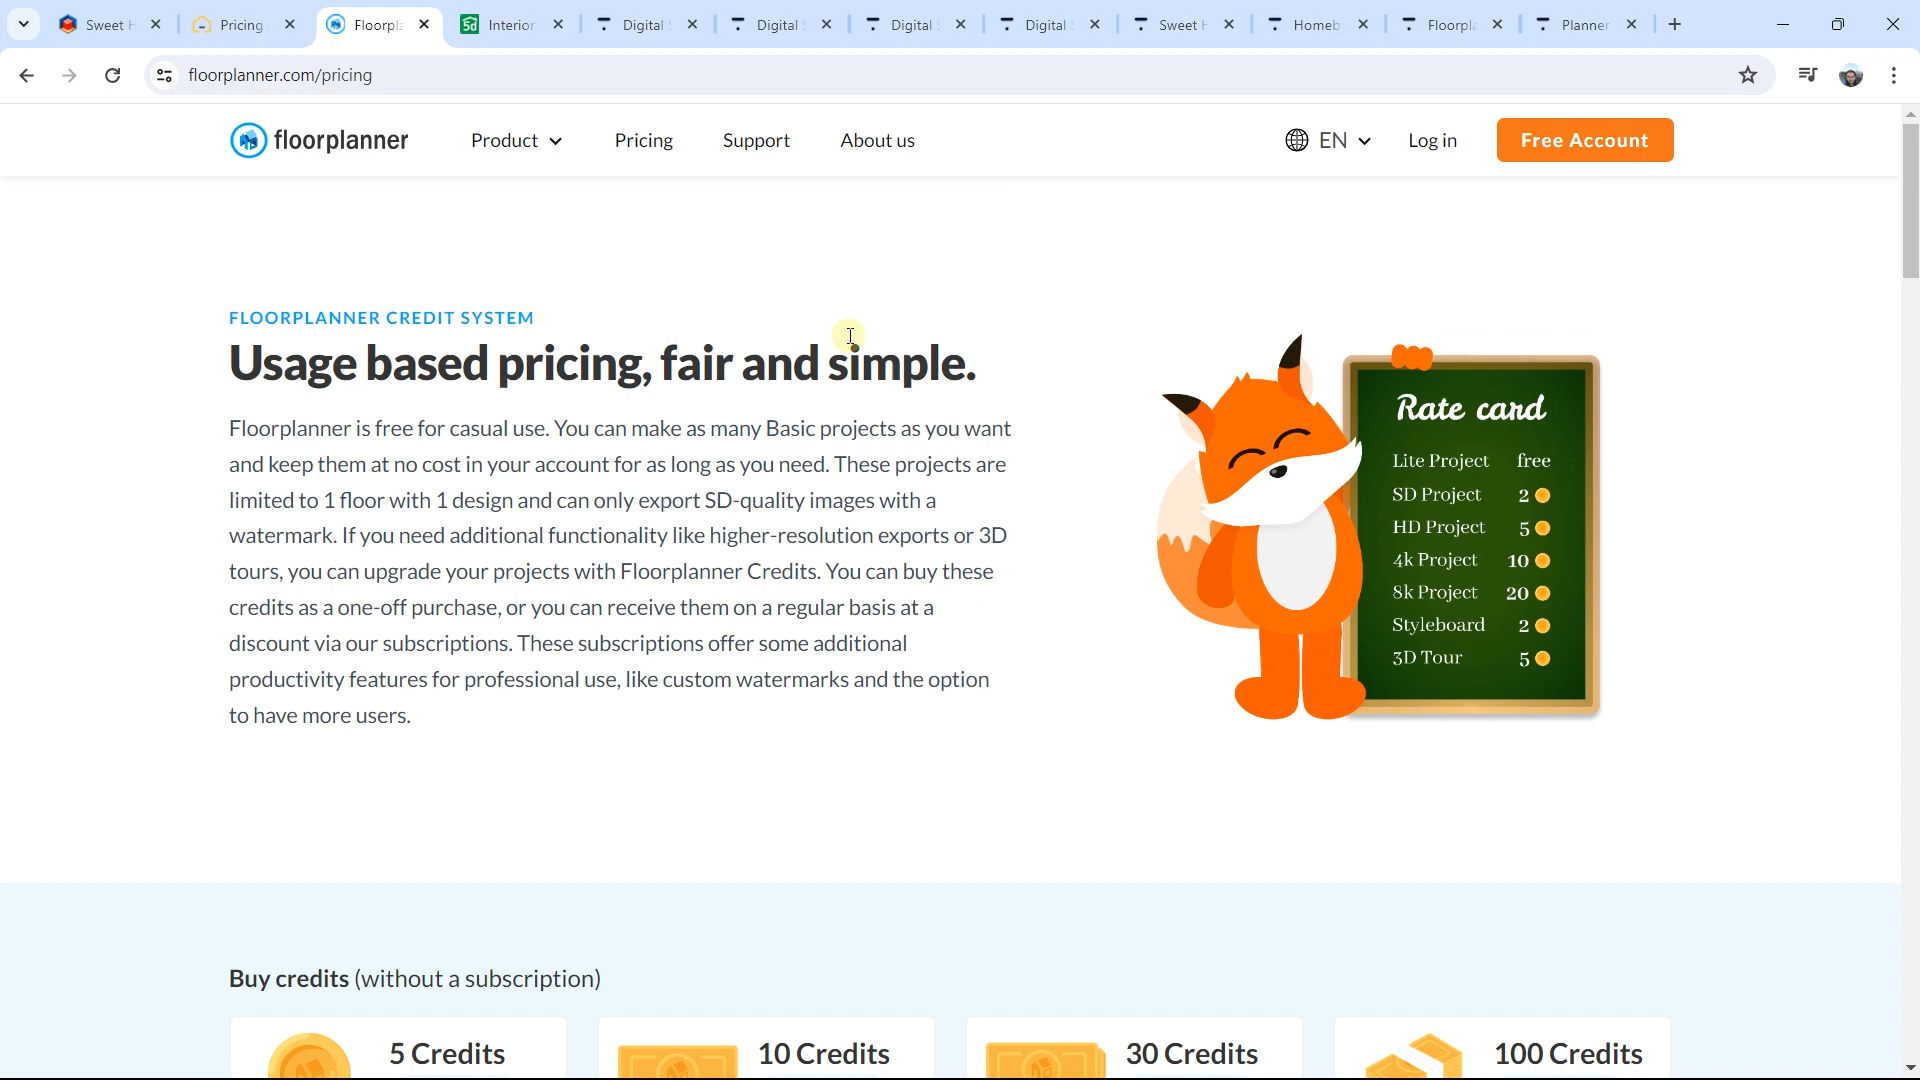 Sweet H
Pricing
Floorpla
Interior
Digital S
Digital S
Digital S
Digital S
Sweet H
Homeb
Floorpla
Planner
floorplanner.com/pricing
floorplanner
Product
Pricing
Support
About us
EN
Log in
Free Account
FLOORPLANNER CREDIT SYSTEM
Usage based pricing, fair and simple.
Floorplanner is free for casual use. You can make as many Basic projects as you want
and keep them at no cost in your account for as long as you need. These projects are
limited to 1 floor with 1 design and can only export SD-quality images with a
watermark. If you need additional functionality like higher-resolution exports or 3D
tours, you can upgrade your projects with Floorplanner Credits. You can buy these
credits as a one-off purchase, or you can receive them on a regular basis at a
discount via our subscriptions. These subscriptions offer some additional
productivity features for professional use, like custom watermarks and the option
to have more users.
Rate card
Lite Project free
SD Project 2
HD Project 5
4k Project 10
8k Project 20
Styleboard 2
3D Tour 5
Buy credits (without a subscription)
5 Credits
10 Credits
30 Credits
100 Credits